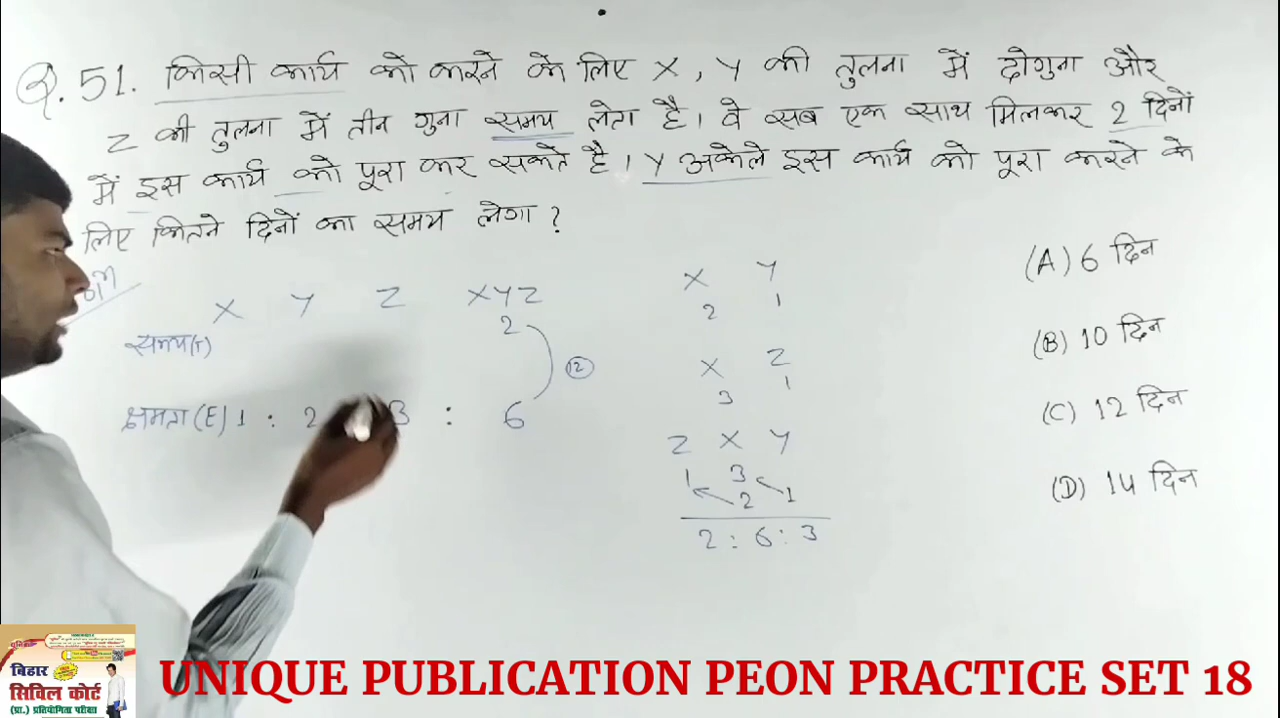 Q. 51. किसी कार्य को करने के लिए X, Y की तुलना में दोगुना और
Z की तुलना में तीन गुना समय लेता है। वे सब एक साथ मिलकर 2 दिनों
में इस कार्य को पूरा कर सकते है। Y अकेले इस कार्य को पूरा करने के
लिए कितने दिनों का समय लेगा?
X Y Z XYZ
समय(T) 2
12
क्षमता(E) 1 : 2 3 : 6
X Y
2 1
X Z
3 1
Z X Y
1 3
2 1
2 : 6 : 3
(A) 6 दिन
(B) 10 दिन
(C) 12 दिन
(D) 14 दिन
बिहार
सिविल कोर्ट
(प्रा.) प्रतियोगिता परीक्षा
UNIQUE PUBLICATION PEON PRACTICE SET 18